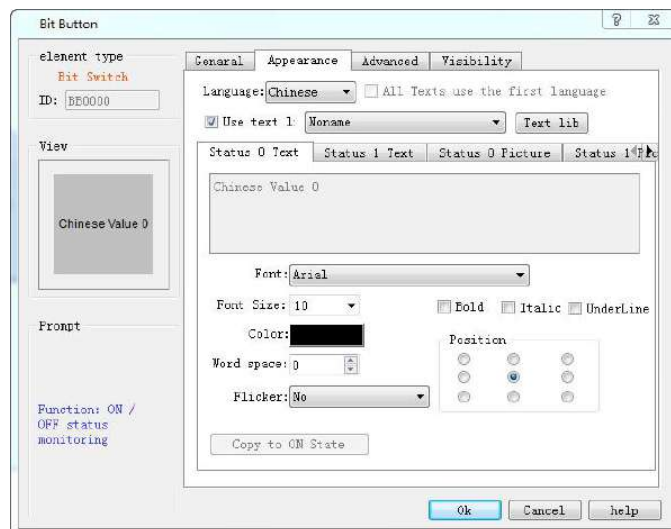 Bit Button
element type
Bit Switch
ID: BB0000
View
Chinese Value 0
Prompt
Function: ON /
OFF status
monitoring
Genaral Appearance Advanced Visibility
Language: Chinese All Texts use the first language
Use text l Noname Text lib
Status 0 Text Status 1 Text Status 0 Picture Status 1
Chinese Value 0
Font: Arial
Font Size: 10 Bold Italic UnderLine
Color: Position
Word space: 0
Flicker: No
Copy to ON State
Ok Cancel help